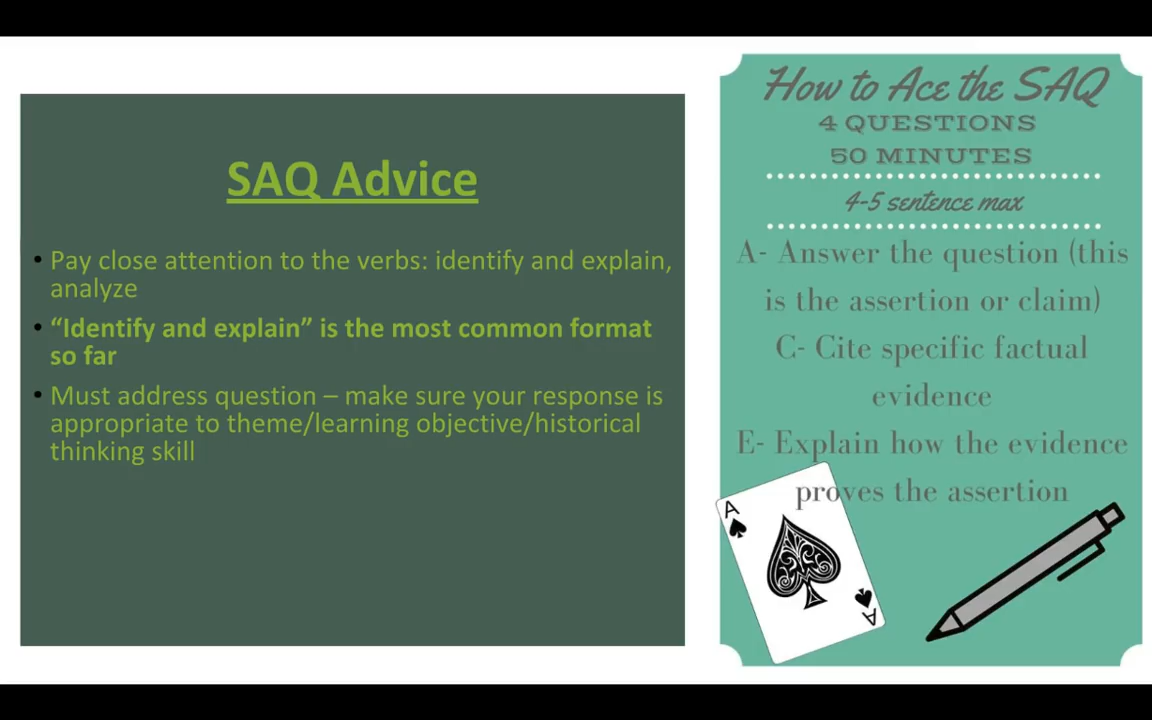 SAQ Advice
• Pay close attention to the verbs: identify and explain,
analyze
• “Identify and explain” is the most common format
so far
• Must address question – make sure your response is
appropriate to theme/learning objective/historical
thinking skill
How to Ace the SAQ
4 QUESTIONS
50 MINUTES
4-5 sentence max
A- Answer the question (this
is the assertion or claim)
C- Cite specific factual
evidence
E- Explain how the evidence
proves the assertion
A
A